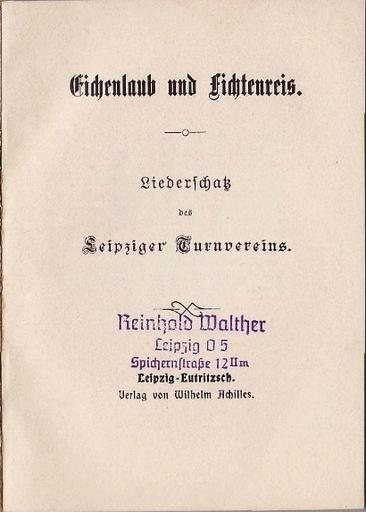 Eichenlaub und Fichtenreis.
Liederschatz
des
Leipziger Turnvereins.
Reinhold Walther
Leipzig O 5
Spichernstraße 12 II m
Leipzig-Eutritzsch.
Verlag von Wilhelm Achilles.